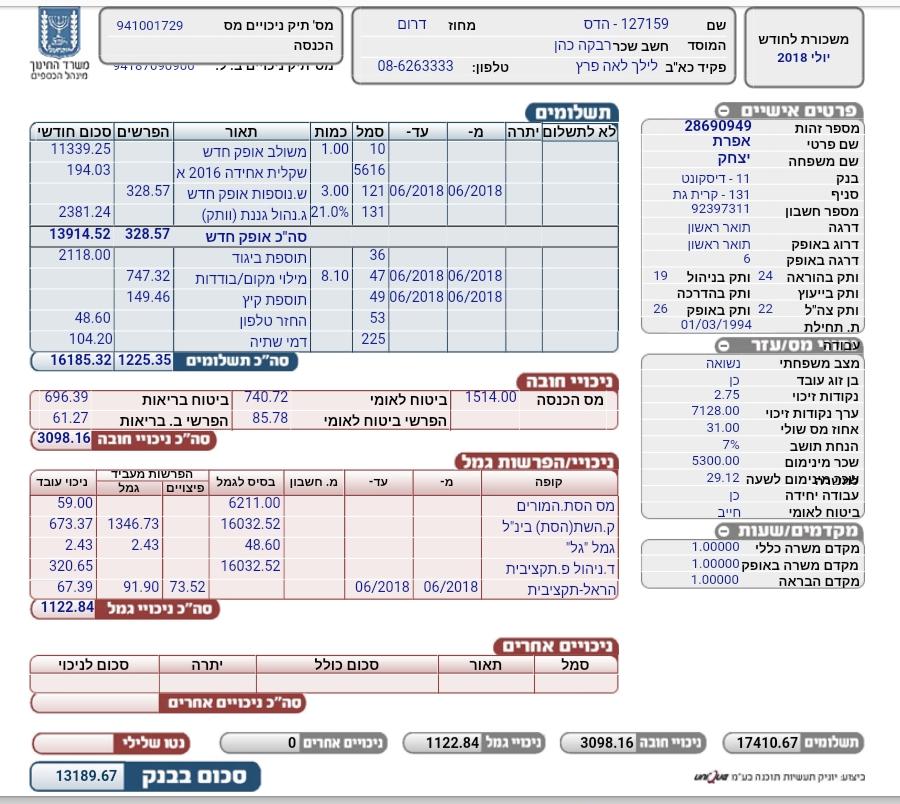 משכורת לחודש
יולי 2018
שם 127159 - הדס מחוז דרום
המוסד חשב שכר רבקה כהן
פקיד כא"ב לילך לאה פרץ טלפון: 08-6263333
מס' תיק ניכויים מס 941001729
הכנסה
משרד החינוך
מינהל הכספים
פרטים אישיים
מספר זהות 28690949
שם פרטי אפרת
שם משפחה יצחק
בנק 11 - דיסקונט
סניף 131 - קרית גת
מספר חשבון 92397311
דרגה תואר ראשון
דרוג באופק תואר ראשון
דרגה באופק 6
ותק בהוראה 24 ותק בניהול 19
ותק בייעוץ ותק בהדרכה
ותק צה"ל 22 ותק באופק 26
ת. תחילת 01/03/1994
עבודה
מס/עזר
מצב משפחתי נשואה
בן זוג עובד כן
נקודות זיכוי 2.75
ערך נקודות זיכוי 7128.00
אחוז מס שולי 31.00
הנחת תושב 7%
שכר מינימום 5300.00
שכר מינימום לשעה 29.12
עבודה יחידה כן
ביטוח לאומי חייב
מקדמים/שעות
מקדם משרה כללי 1.00000
מקדם משרה באופק 1.00000
מקדם הבראה 1.00000
תשלומים
לא לתשלום יתרה מ- עד- סמל כמות תאור הפרשים סכום חודשי
10 1.00 משולב אופק חדש 11339.25
5616 שקלית אחידה 2016 א 194.03
06/2018 06/2018 121 3.00 ש.נוספות אופק חדש 328.57
131 21.0% ג.נהול גננת (וותק) 2381.24
סה"כ אופק חדש 328.57 13914.52
36 תוספת ביגוד 2118.00
06/2018 06/2018 47 8.10 מילוי מקום/בודדות 747.32
06/2018 06/2018 49 תוספת קיץ 149.46
53 החזר טלפון 48.60
225 דמי שתיה 104.20
סה"כ תשלומים 1225.35 16185.32
ניכויי חובה
מס הכנסה 1514.00 ביטוח לאומי 740.72 ביטוח בריאות 696.39
הפרשי ביטוח לאומי 85.78 הפרשי ב. בריאות 61.27
סה"כ ניכויי חובה 3098.16
ניכויי/הפרשות גמל
קופה מ- עד- מ. חשבון בסיס לגמל הפרשות מעביד ניכוי עובד
פיצויים גמל
מס הסת.המורים 6211.00 59.00
ק.השת(הסת) בינ"ל 16032.52 1346.73 673.37
גמל "גל" 48.60 2.43 2.43
ד.ניהול פ.תקציבית 16032.52 320.65
הראל-תקציבית 06/2018 06/2018 73.52 91.90 67.39
סה"כ ניכויי גמל 1122.84
ניכויים אחרים
סמל תאור סכום כולל יתרה סכום לניכוי
סה"כ ניכויים אחרים
תשלומים 17410.67 ניכויי חובה 3098.16 ניכויי גמל 1122.84 ניכויים אחרים 0 נטו שלילי
סכום בבנק 13189.67
ביצוע: יוניק תעשיות תוכנה בע"מ unique